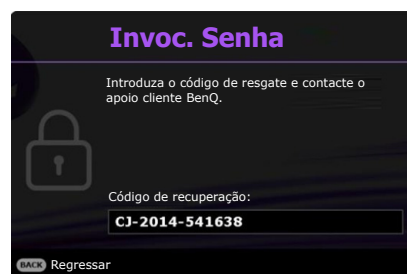 Invoc. Senha
Introduza o código de resgate e contacte o
apoio cliente BenQ.
Código de recuperação:
CJ-2014-541638
BACK Regressar